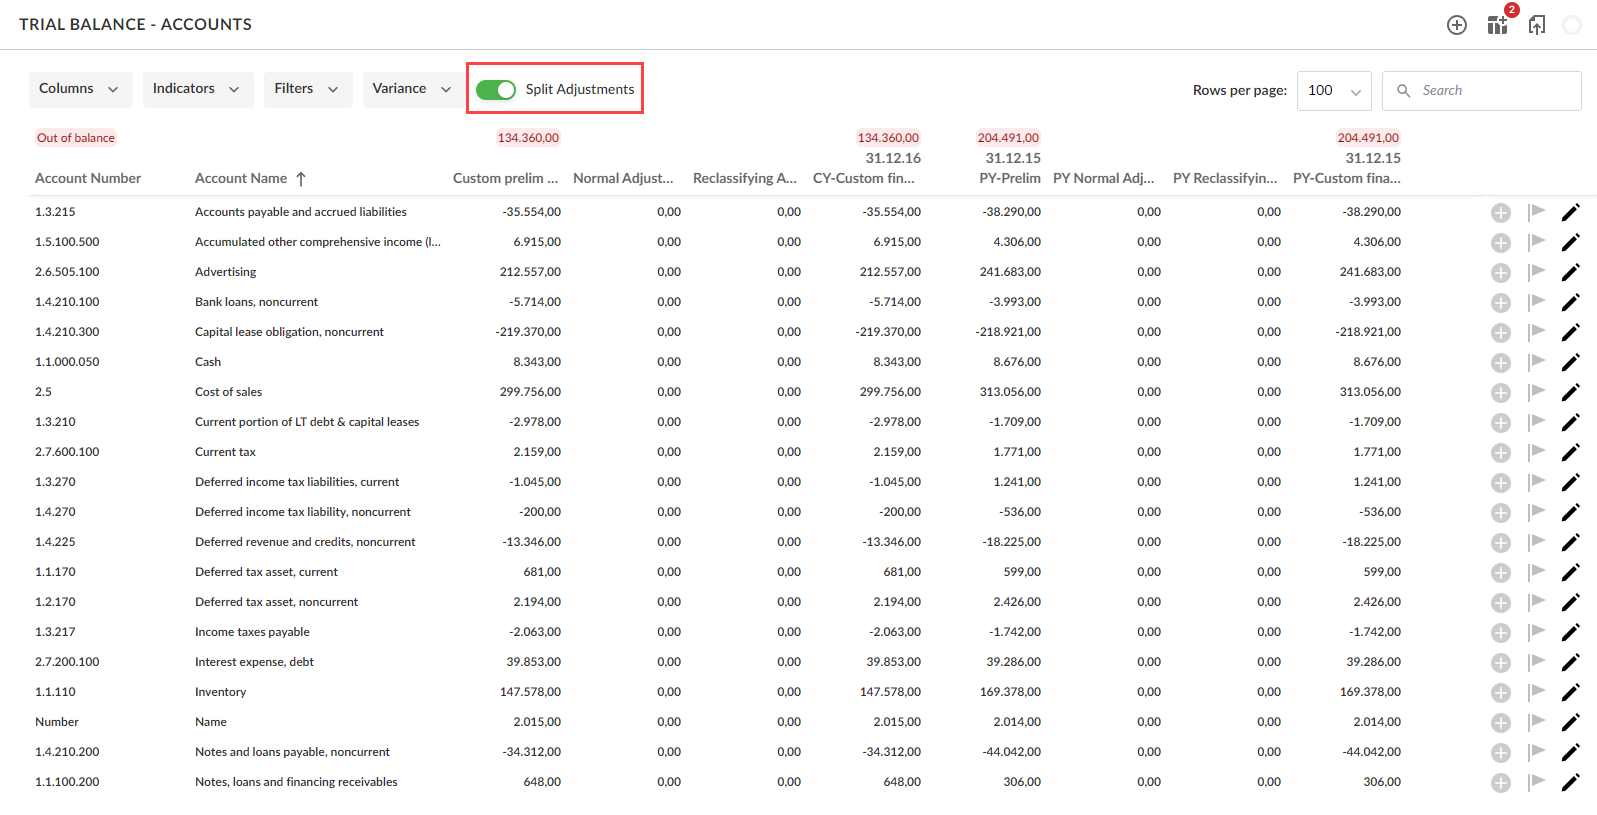 TRIAL BALANCE - ACCOUNTS
2
Columns Indicators Filters Variance Split Adjustments Rows per page: 100 Search
Out of balance 134.360,00 134.360,00 204.491,00 204.491,00
31.12.16 31.12.15 31.12.15
Account Number Account Name Custom prelim ... Normal Adjust... Reclassifying A... CY-Custom fin... PY-Prelim PY Normal Adj... PY Reclassifyin... PY-Custom fina...
1.3.215 Accounts payable and accrued liabilities -35.554,00 0,00 0,00 -35.554,00 -38.290,00 0,00 0,00 -38.290,00
1.5.100.500 Accumulated other comprehensive income (l... 6.915,00 0,00 0,00 6.915,00 4.306,00 0,00 0,00 4.306,00
2.6.505.100 Advertising 212.557,00 0,00 0,00 212.557,00 241.683,00 0,00 0,00 241.683,00
1.4.210.100 Bank loans, noncurrent -5.714,00 0,00 0,00 -5.714,00 -3.993,00 0,00 0,00 -3.993,00
1.4.210.300 Capital lease obligation, noncurrent -219.370,00 0,00 0,00 -219.370,00 -218.921,00 0,00 0,00 -218.921,00
1.1.000.050 Cash 8.343,00 0,00 0,00 8.343,00 8.676,00 0,00 0,00 8.676,00
2.5 Cost of sales 299.756,00 0,00 0,00 299.756,00 313.056,00 0,00 0,00 313.056,00
1.3.210 Current portion of LT debt & capital leases -2.978,00 0,00 0,00 -2.978,00 -1.709,00 0,00 0,00 -1.709,00
2.7.600.100 Current tax 2.159,00 0,00 0,00 2.159,00 1.771,00 0,00 0,00 1.771,00
1.3.270 Deferred income tax liabilities, current -1.045,00 0,00 0,00 -1.045,00 1.241,00 0,00 0,00 1.241,00
1.4.270 Deferred income tax liability, noncurrent -200,00 0,00 0,00 -200,00 -536,00 0,00 0,00 -536,00
1.4.225 Deferred revenue and credits, noncurrent -13.346,00 0,00 0,00 -13.346,00 -18.225,00 0,00 0,00 -18.225,00
1.1.170 Deferred tax asset, current 681,00 0,00 0,00 681,00 599,00 0,00 0,00 599,00
1.2.170 Deferred tax asset, noncurrent 2.194,00 0,00 0,00 2.194,00 2.426,00 0,00 0,00 2.426,00
1.3.217 Income taxes payable -2.063,00 0,00 0,00 -2.063,00 -1.742,00 0,00 0,00 -1.742,00
2.7.200.100 Interest expense, debt 39.853,00 0,00 0,00 39.853,00 39.286,00 0,00 0,00 39.286,00
1.1.110 Inventory 147.578,00 0,00 0,00 147.578,00 169.378,00 0,00 0,00 169.378,00
Number Name 2.015,00 0,00 0,00 2.015,00 2.014,00 0,00 0,00 2.014,00
1.4.210.200 Notes and loans payable, noncurrent -34.312,00 0,00 0,00 -34.312,00 -44.042,00 0,00 0,00 -44.042,00
1.1.100.200 Notes, loans and financing receivables 648,00 0,00 0,00 648,00 306,00 0,00 0,00 306,00